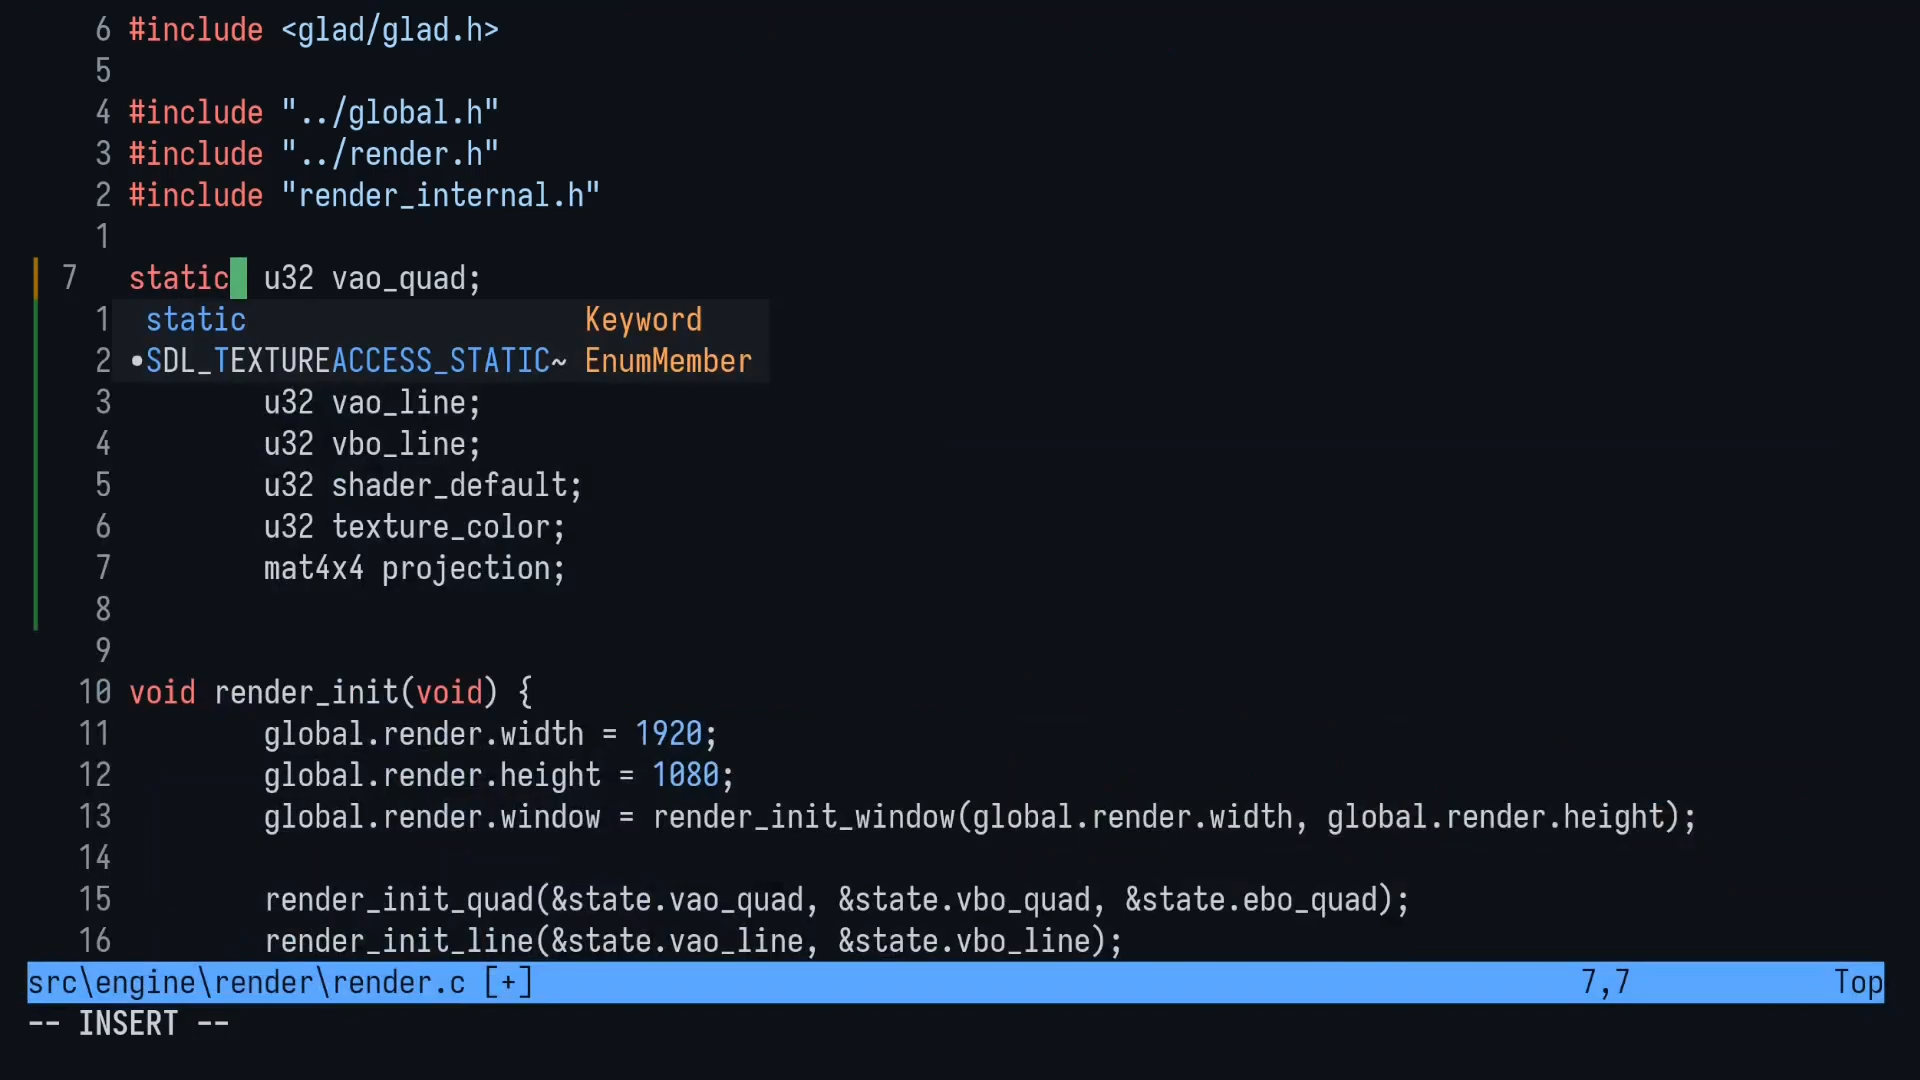 6 #include <glad/glad.h>
5
4 #include "../global.h"
3 #include "../render.h"
2 #include "render_internal.h"
1
7 static u32 vao_quad;
1 static Keyword
2 •SDL_TEXTUREACCESS_STATIC~ EnumMember
3 u32 vao_line;
4 u32 vbo_line;
5 u32 shader_default;
6 u32 texture_color;
7 mat4x4 projection;
8
9
10 void render_init(void) {
11 global.render.width = 1920;
12 global.render.height = 1080;
13 global.render.window = render_init_window(global.render.width, global.render.height);
14
15 render_init_quad(&state.vao_quad, &state.vbo_quad, &state.ebo_quad);
16 render_init_line(&state.vao_line, &state.vbo_line);
src\engine\render\render.c [+] 7,7 Top
-- INSERT --